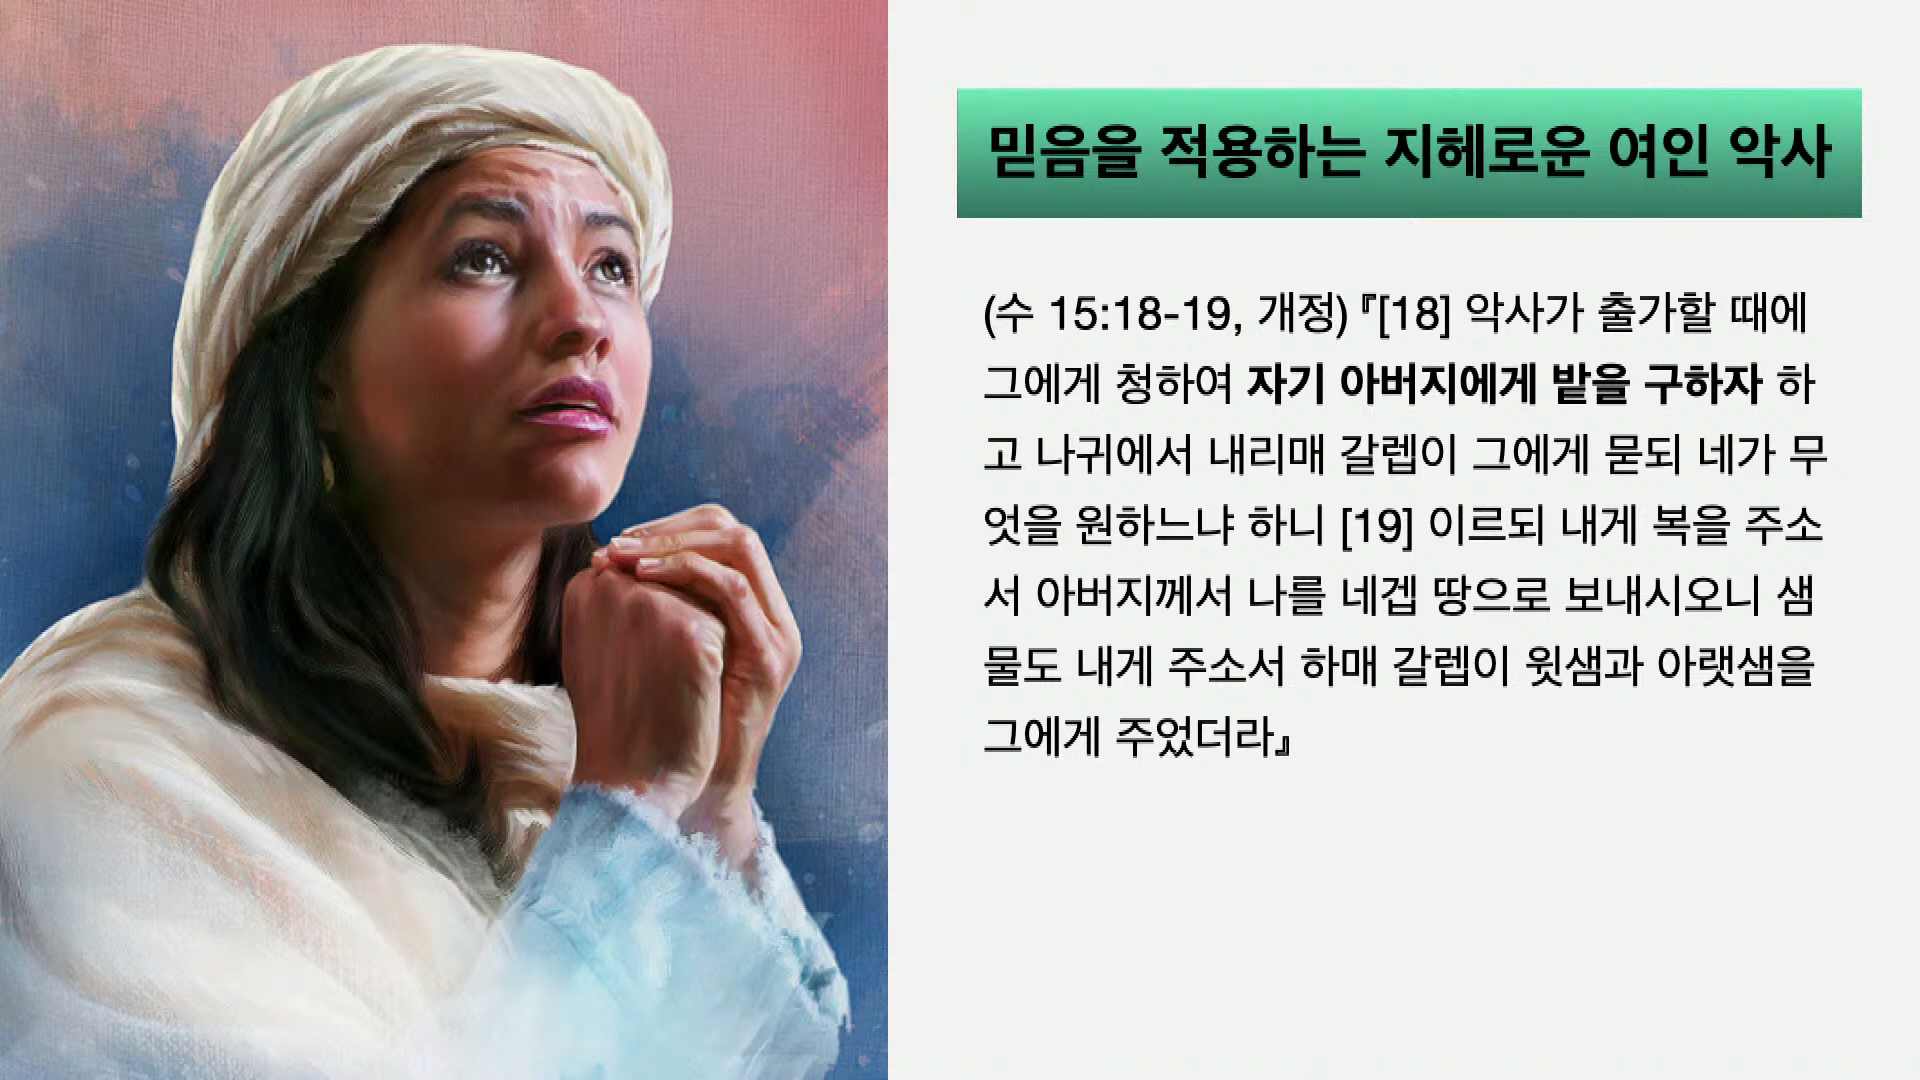 믿음을 적용하는 지헤로운 여인 악사
(수 15:18-19, 개정)『[18] 악사가 출가할 때에
그에게 청하여 자기 아버지에게 밭을 구하자 하
고 나귀에서 내리매 갈렙이 그에게 묻되 네가 무
엇을 원하느냐 하니 [19] 이르되 내게 복을 주소
서 아버지께서 나를 네겝 땅으로 보내시오니 샘
물도 내게 주소서 하매 갈렙이 윗샘과 아랫샘을
그에게 주었더라』